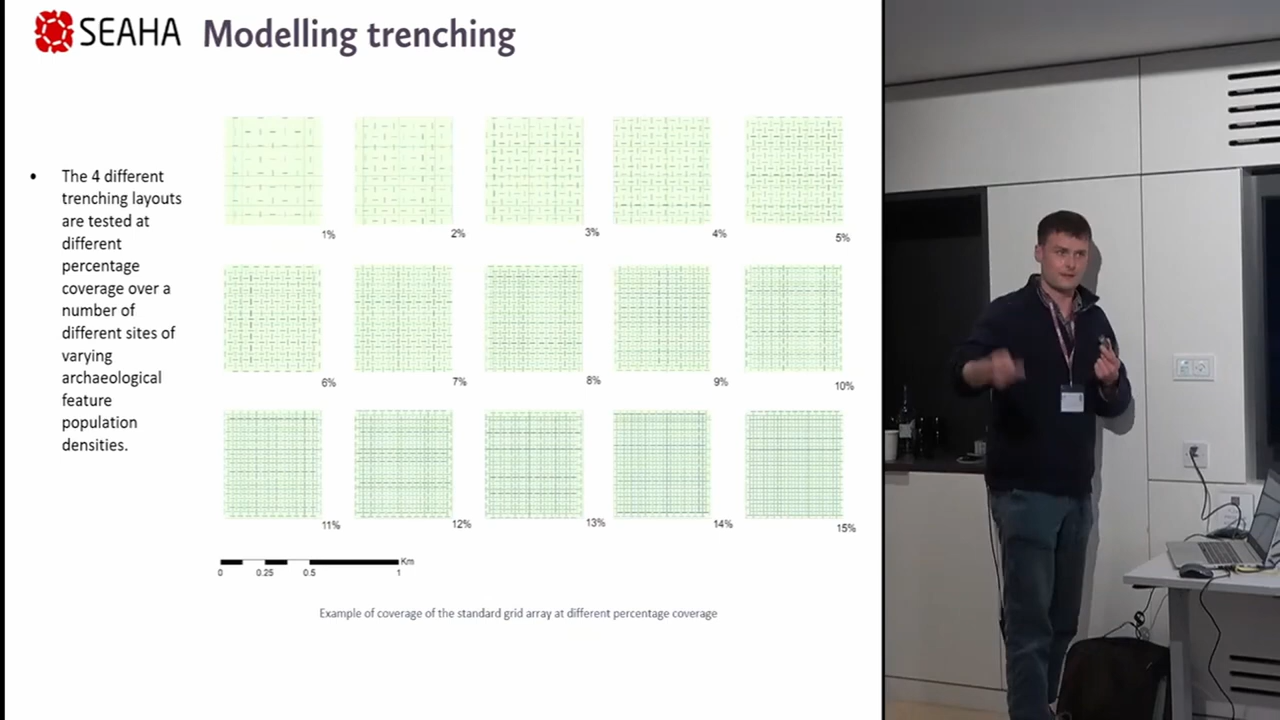 SEAHA Modelling trenching
• The 4 different
trenching layouts
are tested at
different
percentage
coverage over a
number of
different sites of
varying
archaeological
feature
population
densities.
1% 2% 3% 4% 5%
6% 7% 8% 9% 10%
11% 12% 13% 14% 15%
Km
0 0.25 0.5 1
Example of coverage of the standard grid array at different percentage coverage